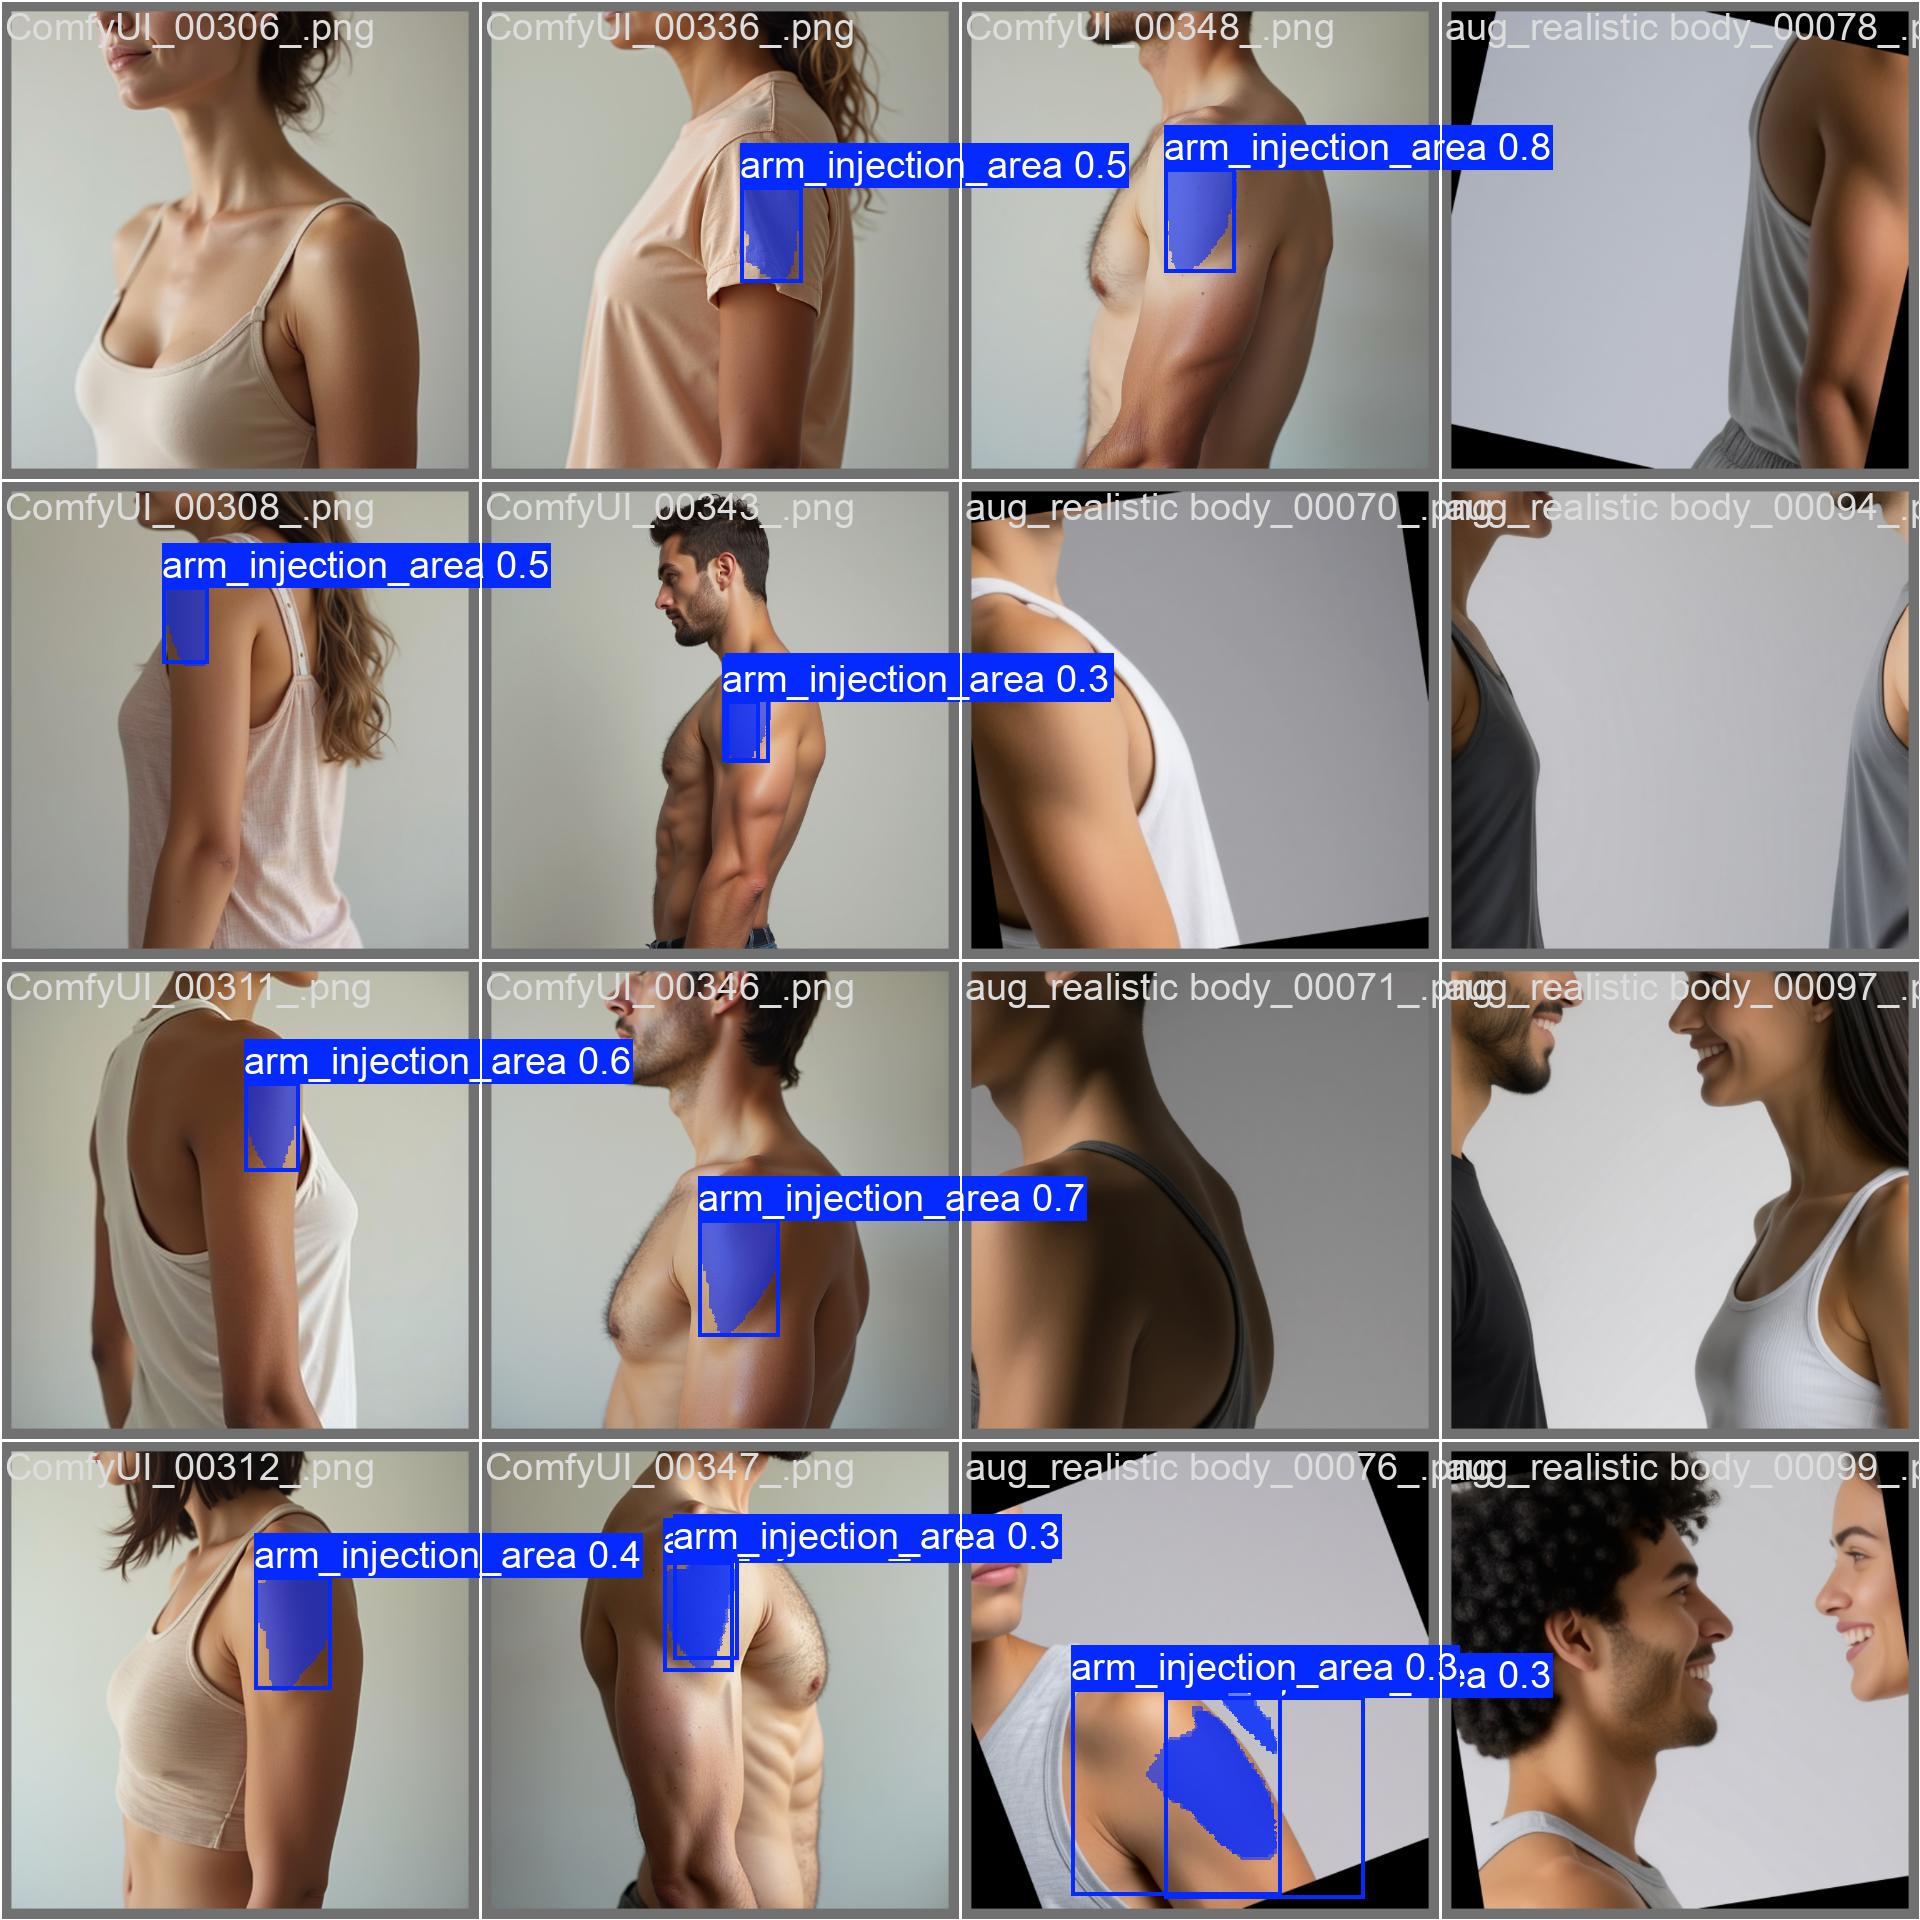 ComfyUI_00306_.png
ComfyUI_00336_.png
ComfyUI_00348_.png
aug_realistic body_00078_.p
arm_injection_area 0.5
arm_injection_area 0.8
ComfyUI_00308_.png
ComfyUI_00343_.png
aug_realistic body_00070_.png
aug_realistic body_00094_.p
arm_injection_area 0.5
arm_injection_area 0.3
ComfyUI_00311_.png
ComfyUI_00346_.png
aug_realistic body_00071_.png
aug_realistic body_00097_.p
arm_injection_area 0.6
arm_injection_area 0.7
ComfyUI_00312_.png
ComfyUI_00347_.png
aug_realistic body_00076_.png
aug_realistic body_00099_.p
arm_injection_area 0.4
arm_injection_area 0.3
arm_injection_area 0.3
ea 0.3